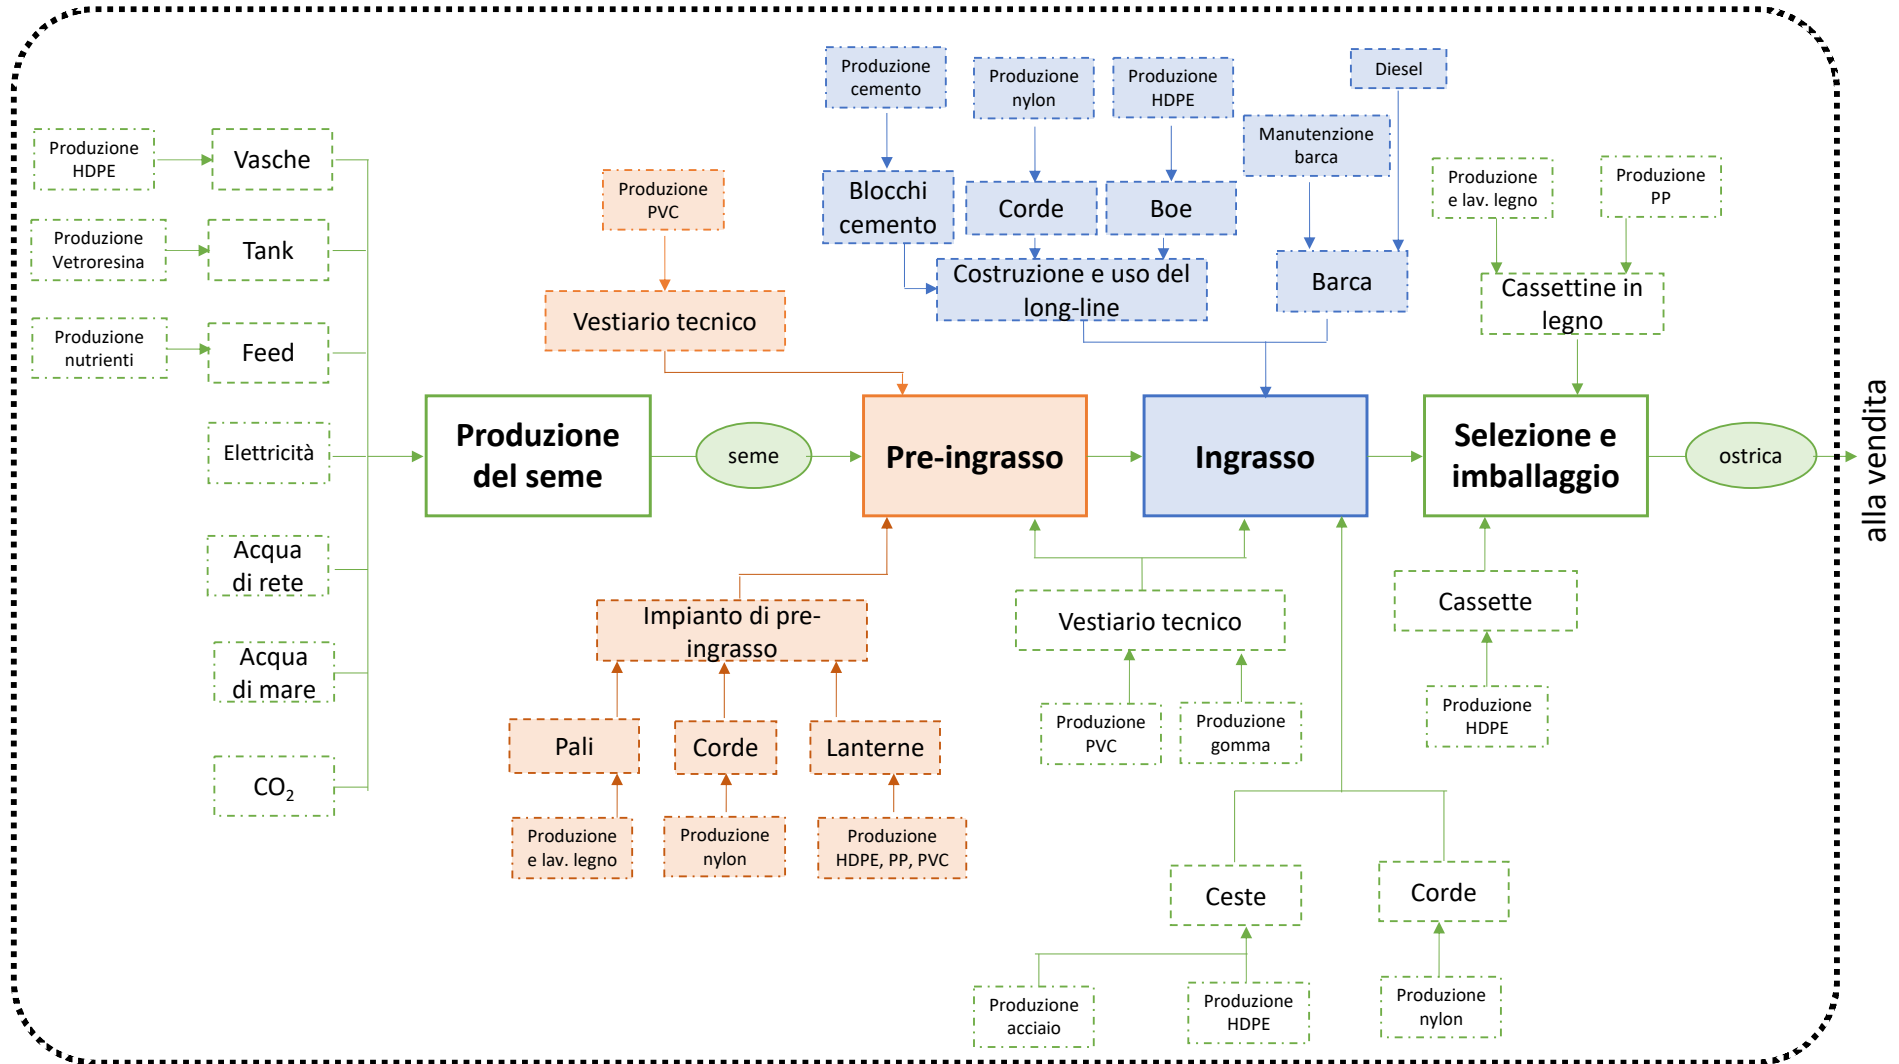 Produzione
cemento
Produzione
nylon
Produzione
HDPE
Diesel
Produzione
HDPE
Vasche
Manutenzione
barca
Produzione
PVC
Blocchi
cemento
Corde
Boe
Produzione
e lav. legno
Produzione
PP
Produzione
Vetroresina
Tank
Vestiario tecnico
Costruzione e uso del
long-line
Barca
Cassettine in
legno
Produzione
nutrienti
Feed
Elettricità
Produzione
del seme
seme
Pre-ingrasso
Ingrasso
Selezione e
imballaggio
ostrica
alla vendita
Acqua
di rete
Impianto di pre-
ingrasso
Vestiario tecnico
Cassette
Acqua
di mare
Pali
Corde
Lanterne
Produzione
PVC
Produzione
gomma
Produzione
HDPE
CO₂
Produzione
e lav. legno
Produzione
nylon
Produzione
HDPE, PP, PVC
Ceste
Corde
Produzione
acciaio
Produzione
HDPE
Produzione
nylon